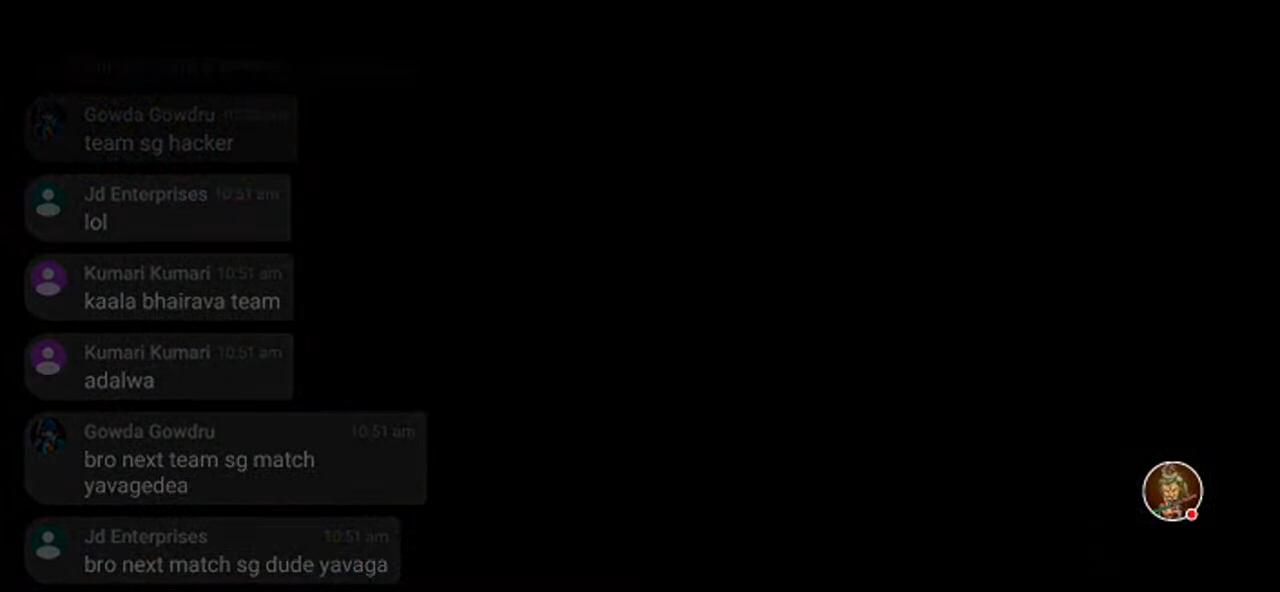 Gowda Gowdru
team sg hacker
Jd Enterprises 10:51 am
lol
Kumari Kumari 10:51 am
kaala bhairava team
Kumari Kumari 10:51 am
adalwa
Gowda Gowdru 10:51 am
bro next team sg match
yavagedea
Jd Enterprises 10:51 am
bro next match sg dude yavaga